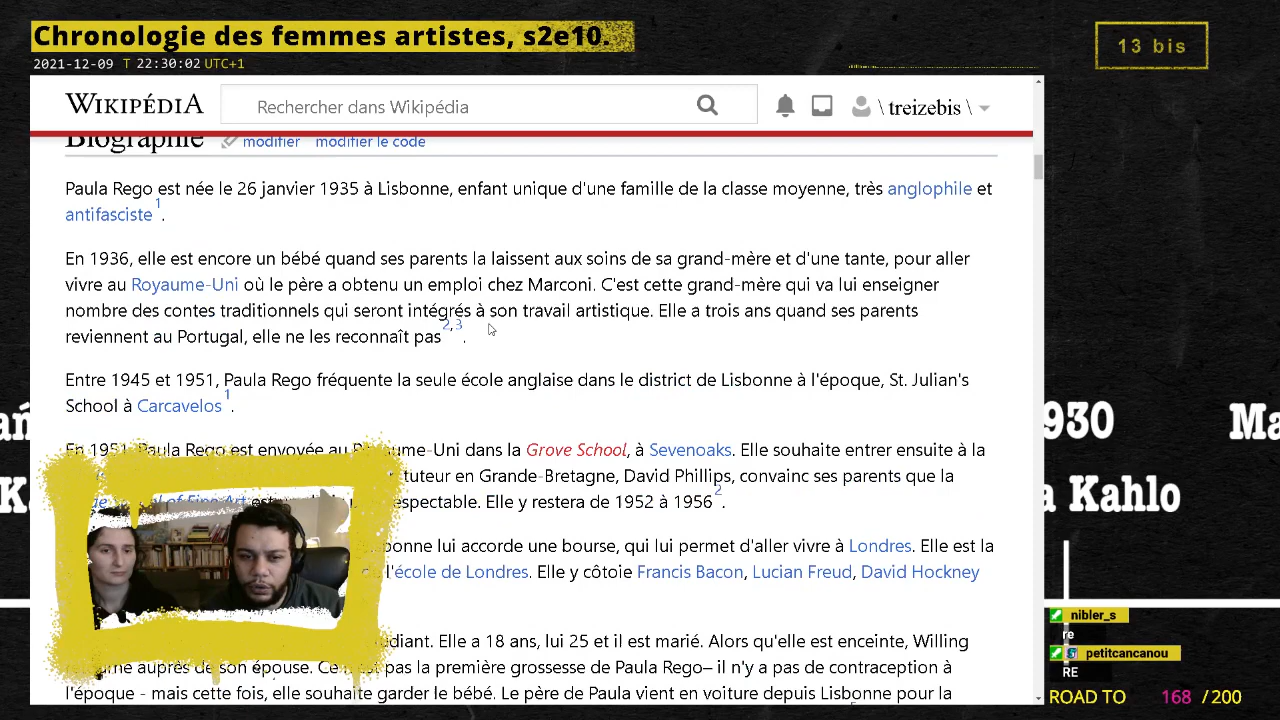 Chronologie des femmes artistes, s2e10.
2021-12-09 T 22:30:02 UTC+1
13 bis
WIKIPÉDIA
Rechercher dans Wikipédia
\ treizebis \
Biographie
modifier modifier le code
Paula Rego est née le 26 janvier 1935 à Lisbonne, enfant unique d'une famille de la classe moyenne, très anglophile et
antifasciste 1.
En 1936, elle est encore un bébé quand ses parents la laissent aux soins de sa grand-mère et d'une tante, pour aller
vivre au Royaume-Uni où le père a obtenu un emploi chez Marconi. C'est cette grand-mère qui va lui enseigner
nombre des contes traditionnels qui seront intégrés à son travail artistique. Elle a trois ans quand ses parents
reviennent au Portugal, elle ne les reconnaît pas 2,3.
Entre 1945 et 1951, Paula Rego fréquente la seule école anglaise dans le district de Lisbonne à l'époque, St. Julian's
School à Carcavelos 1.
En 1951, Paula Rego est envoyée au Royaume-Uni dans la Grove School, à Sevenoaks. Elle souhaite entrer ensuite à la
tuteur en Grande-Bretagne, David Phillips, convainc ses parents que la
of Fine Art respectable. Elle y restera de 1952 à 1956 2.
lui accorde une bourse, qui lui permet d'aller vivre à Londres. Elle est la
l'école de Londres. Elle y côtoie Francis Bacon, Lucian Freud, David Hockney
Elle a 18 ans, lui 25 et il est marié. Alors qu'elle est enceinte, Willing
auprès de son épouse. pas la première grossesse de Paula Rego– il n'y a pas de contraception à
l'époque - mais cette fois, elle souhaite garder le bébé. Le père de Paula vient en voiture depuis Lisbonne pour la
930
Ma
Kahlo
nibler_s
re
petitcancanou
RE
ROAD TO 168 / 200